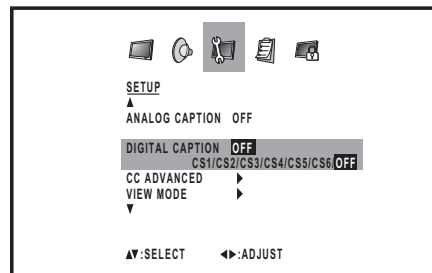 SETUP
▲
ANALOG CAPTION OFF
DIGITAL CAPTION OFF
CS1/CS2/CS3/CS4/CS5/CS6/OFF
CC ADVANCED ▶
VIEW MODE ▶
▼
▲▼:SELECT ◀▶:ADJUST